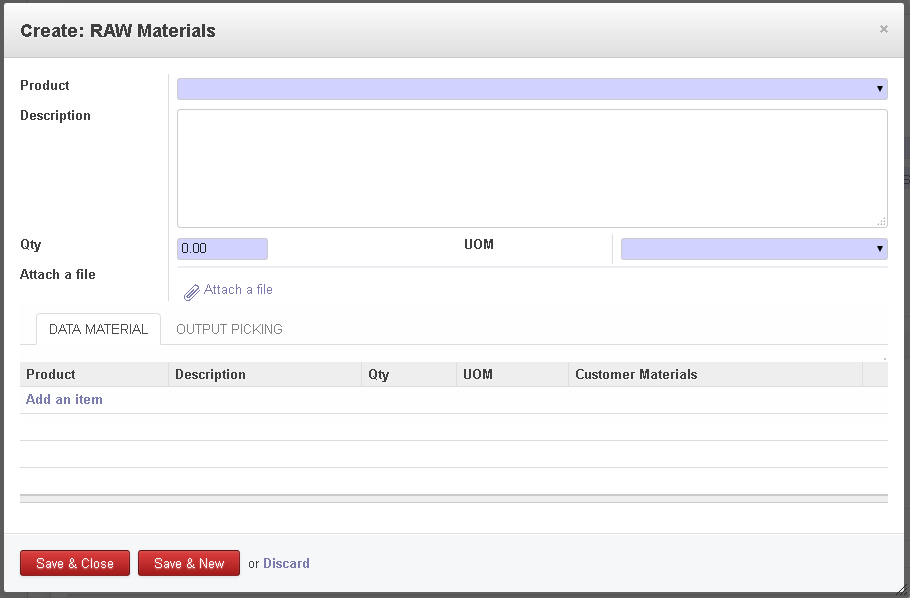 Create: RAW Materials ×
Product
Description
Qty 0.00 UOM
Attach a file
Attach a file
DATA MATERIAL OUTPUT PICKING
Product Description Qty UOM Customer Materials
Add an item
Save & Close Save & New or Discard